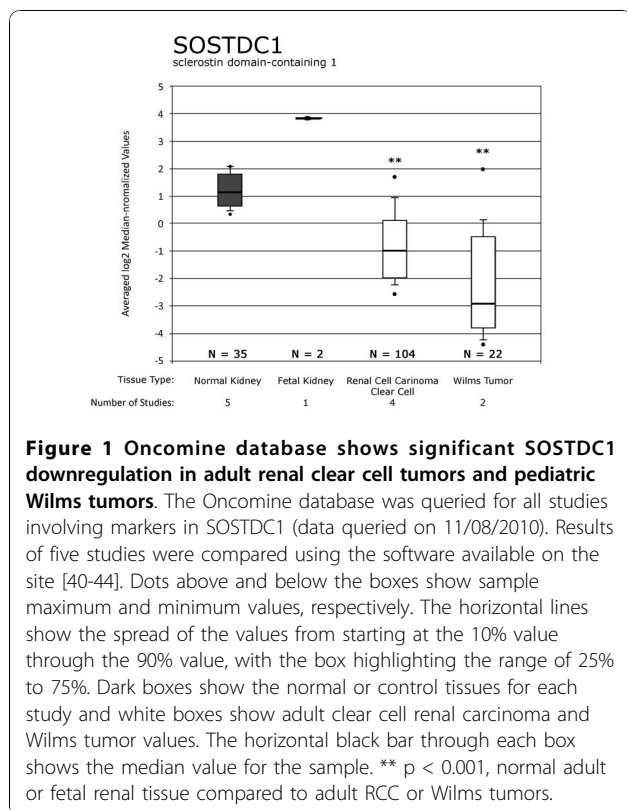 SOSTDC1
sclerostin domain-containing 1
Averaged log2 Median-nromalized Values
5
4
3
2
1
0
-1
-2
-3
-4
-5
**
**
N = 35 N = 2 N = 104 N = 22
Tissue Type: Normal Kidney Fetal Kidney Renal Cell Carinoma Clear Cell Wilms Tumor
Number of Studies: 5 1 4 2
Figure 1 Oncomine database shows significant SOSTDC1
downregulation in adult renal clear cell tumors and pediatric
Wilms tumors. The Oncomine database was queried for all studies
involving markers in SOSTDC1 (data queried on 11/08/2010). Results
of five studies were compared using the software available on the
site [40-44]. Dots above and below the boxes show sample
maximum and minimum values, respectively. The horizontal lines
show the spread of the values from starting at the 10% value
through the 90% value, with the box highlighting the range of 25%
to 75%. Dark boxes show the normal or control tissues for each
study and white boxes show adult clear cell renal carcinoma and
Wilms tumor values. The horizontal black bar through each box
shows the median value for the sample. ** p < 0.001, normal adult
or fetal renal tissue compared to adult RCC or Wilms tumors.